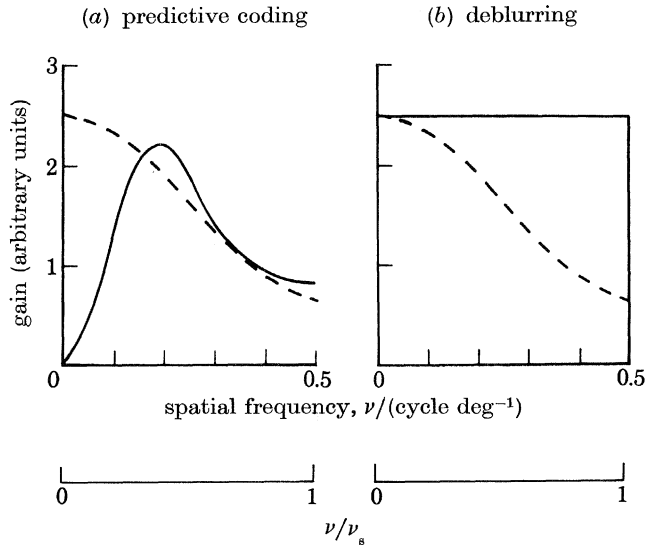 (a) predictive coding
(b) deblurring
gain (arbitrary units)
3
2
1
0
0.5
0
0.5
spatial frequency, ν/(cycle deg⁻¹)
0
1
0
1
ν/νₛ